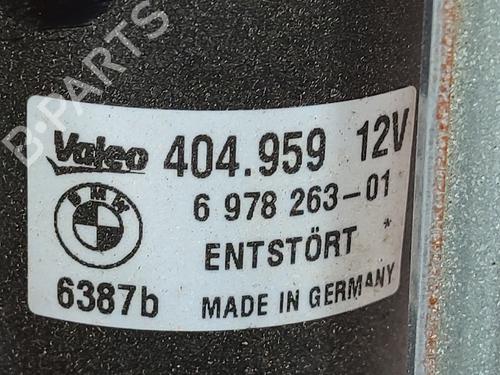 B-PARTS
Valeo 404.959 12V
BMW
6 978 263-01
ENTSTÖRT *
6387b MADE IN GERMANY